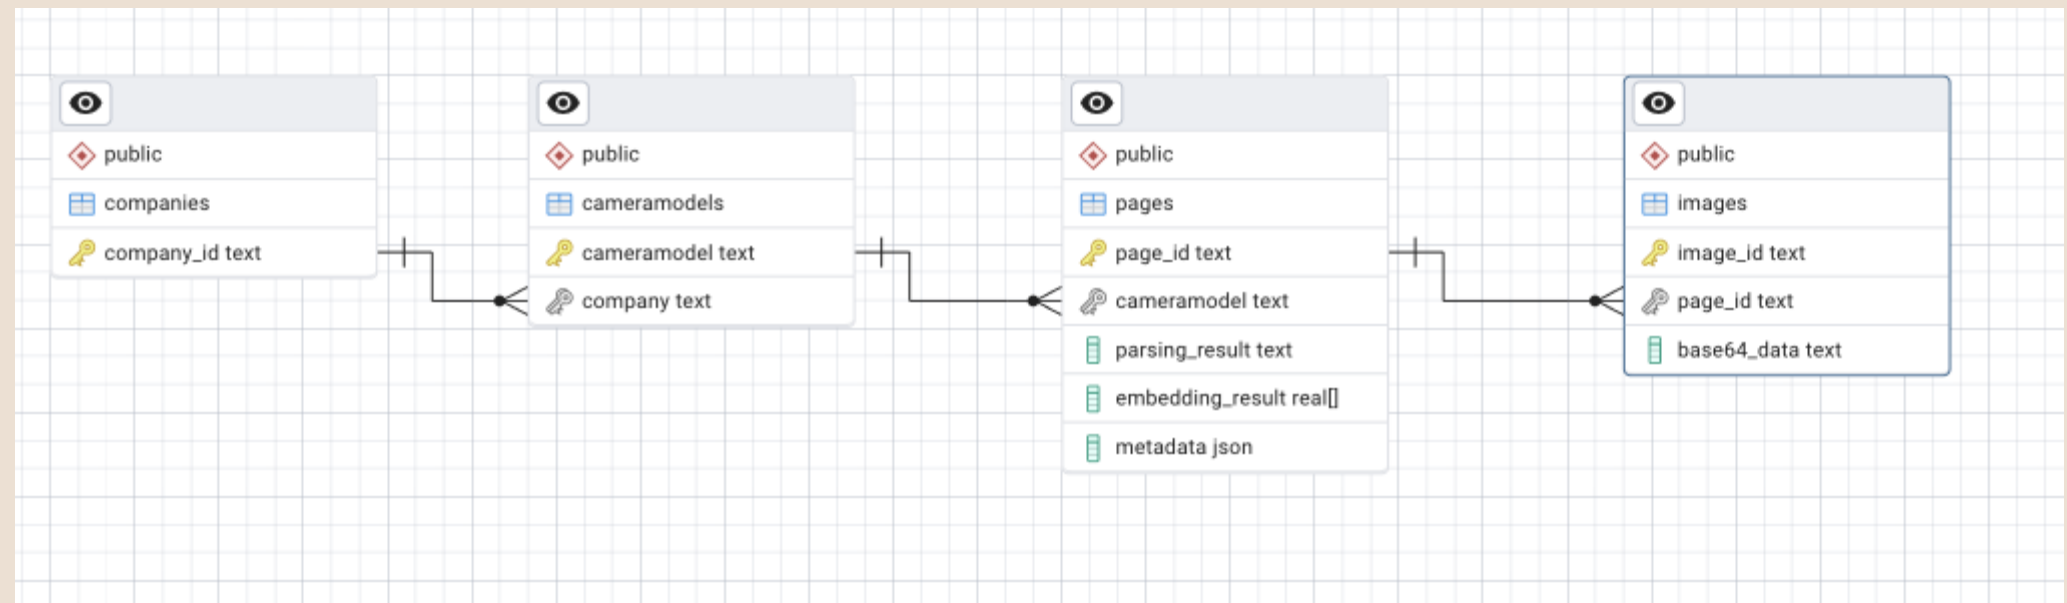 public
companies
company_id text
public
cameramodels
cameramodel text
company text
public
pages
page_id text
cameramodel text
parsing_result text
embedding_result real[]
metadata json
public
images
image_id text
page_id text
base64_data text